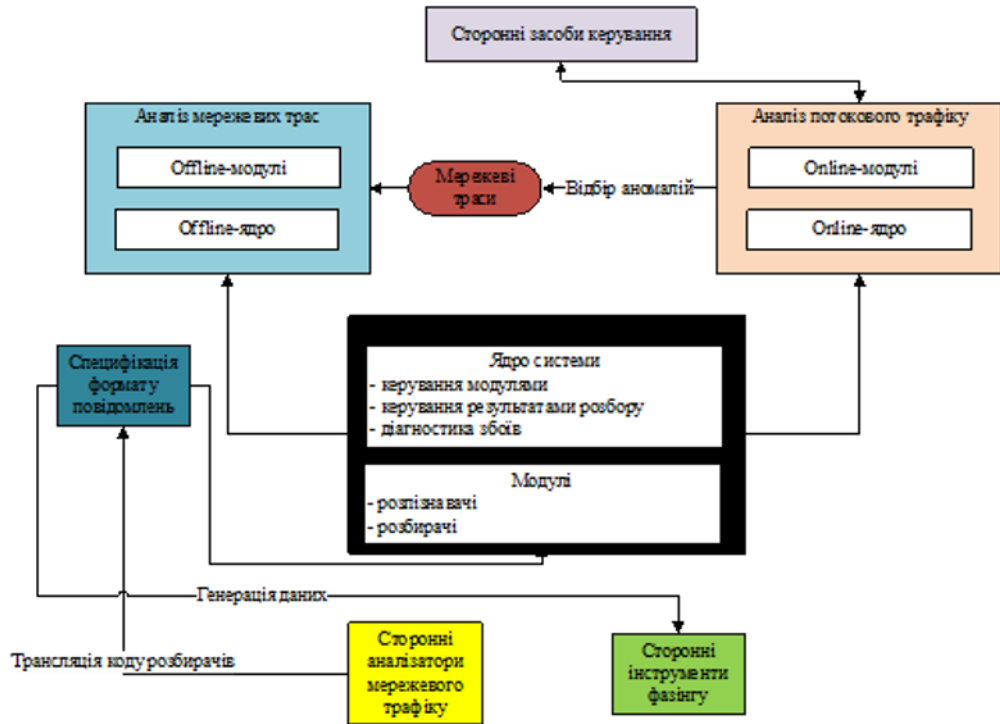 Сторонні засоби керування
Аналіз мережевих трас
Offline-модулі
Offline-ядро
Мережеві
траси
Відбір аномалій
Аналіз потокового трафіку
Online-модулі
Online-ядро
Специфікація
формату
повідомлень
Ядро системи
- керування модулями
- керування результатами розбору
- діагностика збоїв
Модулі
- розпізнавачі
- розбирачі
Генерація даних
Трансляція коду розбирачів
Сторонні
аналізатори
мережевого
трафіку
Сторонні
інструменти
фазінгу